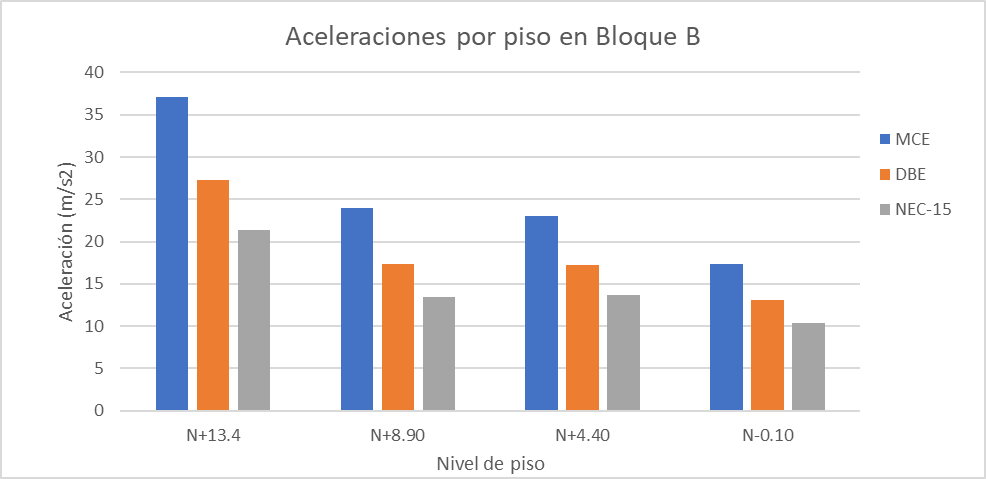 Aceleraciones por piso en Bloque B
Aceleración (m/s2)
40
35
30
25
20
15
10
5
0
N+13.4
N+8.90
N+4.40
N-0.10
Nivel de piso
MCE
DBE
NEC-15